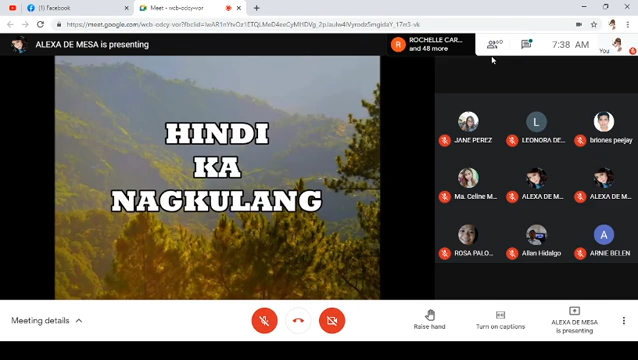 Facebook
Meet - wcb-odcy-vor
ALEXA DE MESA is presenting
ROCHELLE CAR...
and 48 more
7:38 AM
You
HINDI
KA
NAGKULANG
JANE PEREZ
LEONORA DE...
briones peejay
Ma. Celine M...
ALEXA DE M...
ALEXA DE M...
ROSA PALO...
Allan Hidalgo
ARNIE BELEN
A
L
R
Meeting details
Raise hand
Turn on captions
ALEXA DE MESA
is presenting